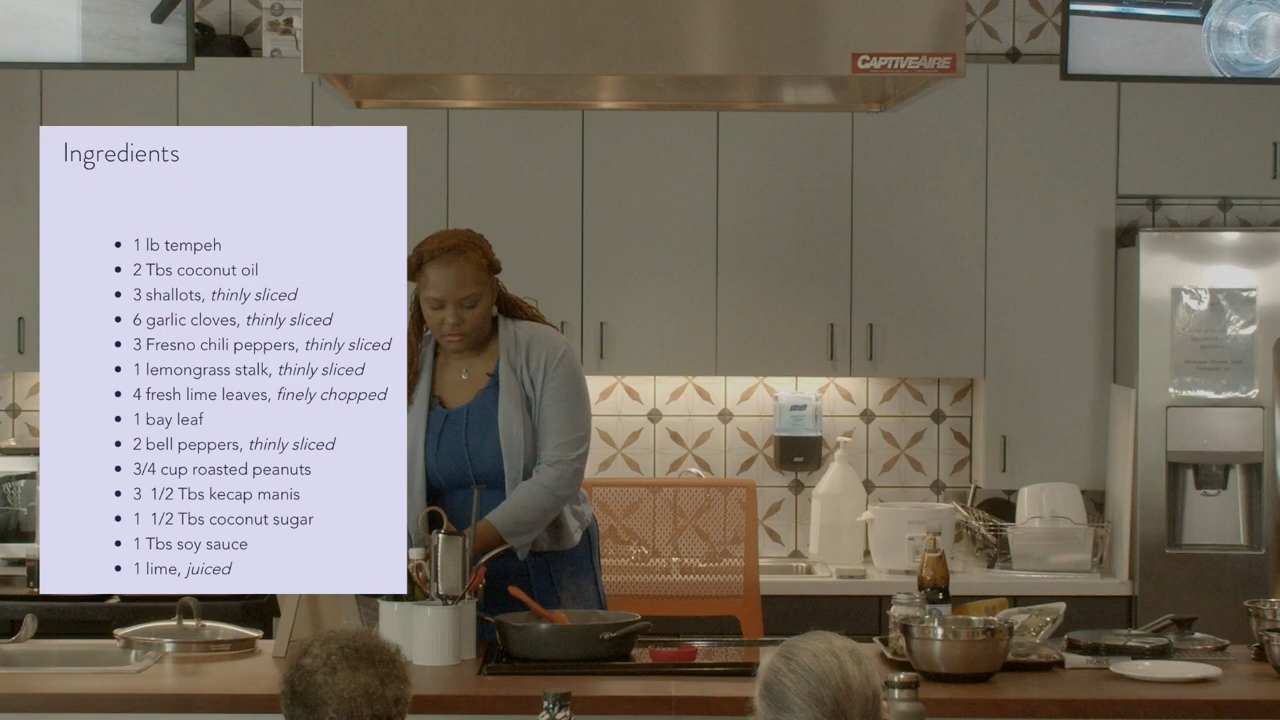 CAPTIVEAIRE
Ingredients
• 1 lb tempeh
• 2 Tbs coconut oil
• 3 shallots, thinly sliced
• 6 garlic cloves, thinly sliced
• 3 Fresno chili peppers, thinly sliced
• 1 lemongrass stalk, thinly sliced
• 4 fresh lime leaves, finely chopped
• 1 bay leaf
• 2 bell peppers, thinly sliced
• 3/4 cup roasted peanuts
• 3 1/2 Tbs kecap manis
• 1 1/2 Tbs coconut sugar
• 1 Tbs soy sauce
• 1 lime, juiced